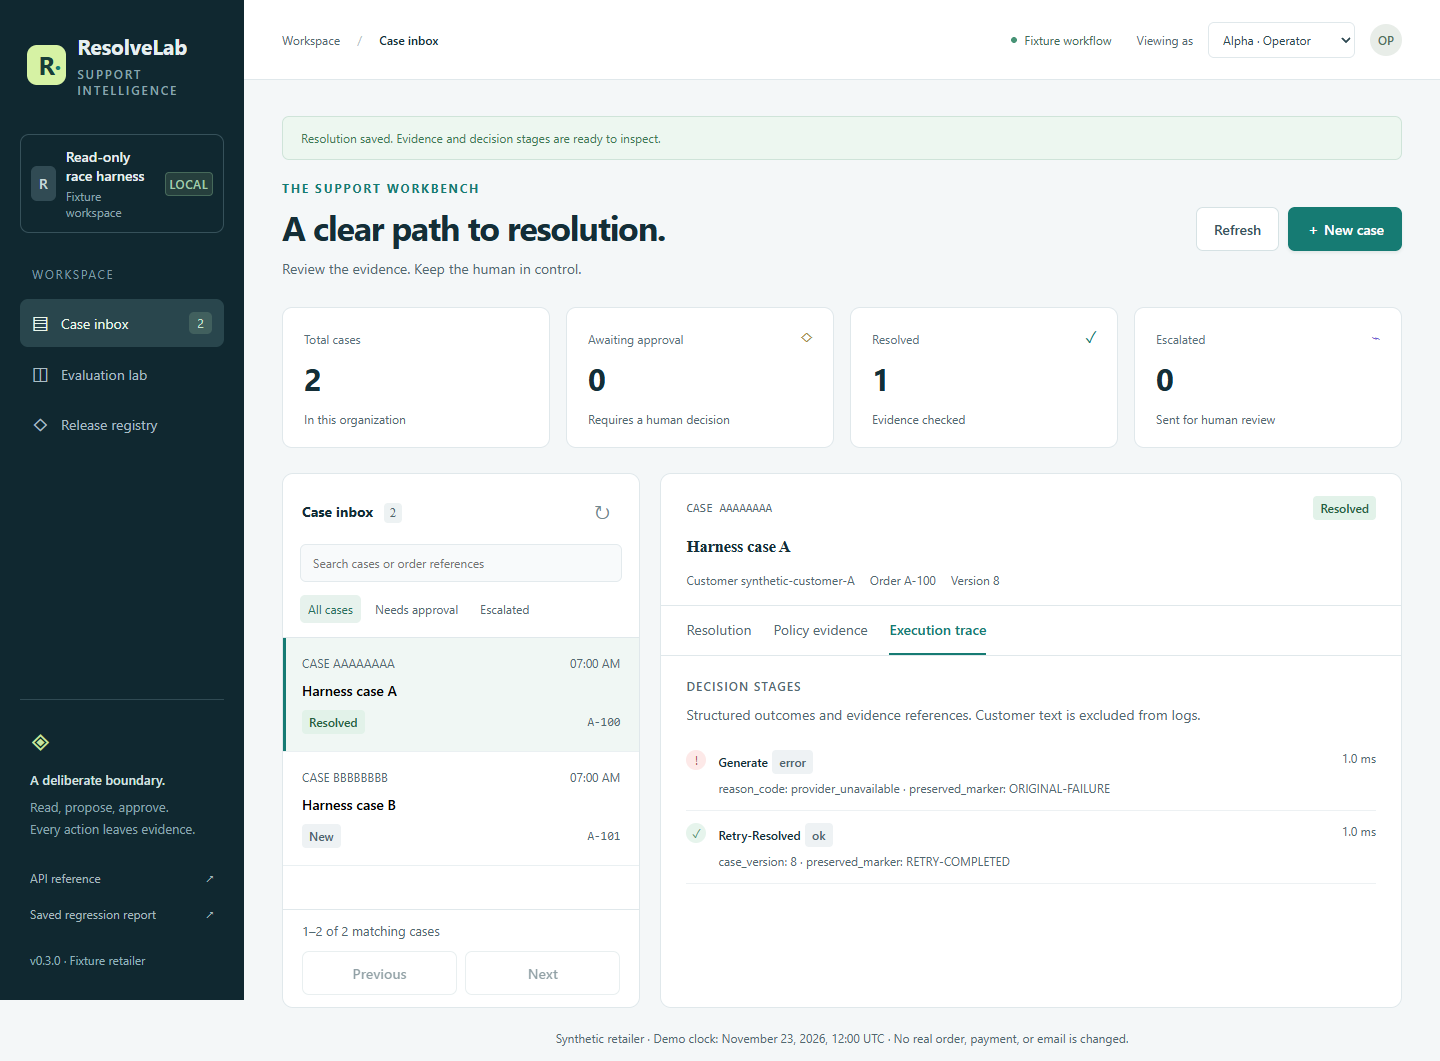 R
ResolveLab
SUPPORT
INTELLIGENCE
R
Read-only
race harness
Fixture
workspace
LOCAL
WORKSPACE
Case inbox 2
Evaluation lab
Release registry
A deliberate boundary.
Read, propose, approve.
Every action leaves evidence.
API reference ↗
Saved regression report ↗
v0.3.0 · Fixture retailer
Workspace / Case inbox
Fixture workflow
Viewing as
Alpha · Operator
OP
Resolution saved. Evidence and decision stages are ready to inspect.
THE SUPPORT WORKBENCH
A clear path to resolution.
Review the evidence. Keep the human in control.
Refresh
+ New case
Total cases
2
In this organization
Awaiting approval
0
Requires a human decision
Resolved
1
Evidence checked
Escalated
0
Sent for human review
Case inbox 2
Search cases or order references
All cases Needs approval Escalated
CASE AAAAAAAA 07:00 AM
Harness case A
Resolved A-100
CASE BBBBBBBB 07:00 AM
Harness case B
New A-101
1–2 of 2 matching cases
Previous Next
CASE AAAAAAAA
Resolved
Harness case A
Customer synthetic-customer-A Order A-100 Version 8
Resolution Policy evidence Execution trace
DECISION STAGES
Structured outcomes and evidence references. Customer text is excluded from logs.
! Generate error 1.0 ms
reason_code: provider_unavailable · preserved_marker: ORIGINAL-FAILURE
✓ Retry-Resolved ok 1.0 ms
case_version: 8 · preserved_marker: RETRY-COMPLETED
Synthetic retailer · Demo clock: November 23, 2026, 12:00 UTC · No real order, payment, or email is changed.